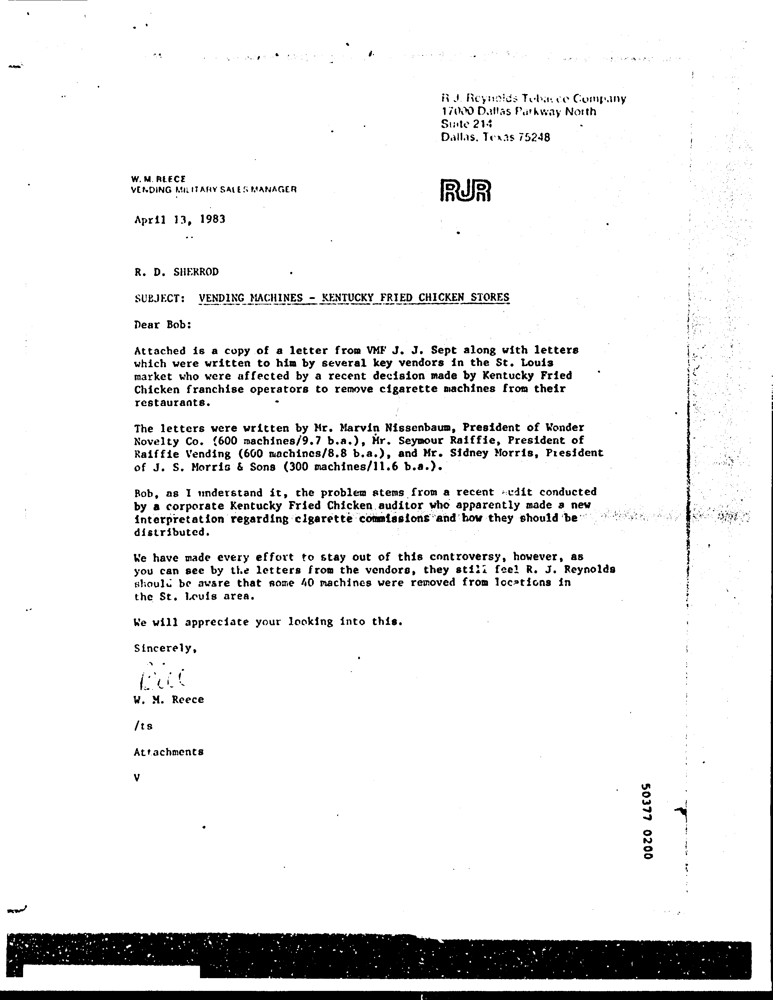 R.J. Reynolds Tobacco Company
17000 Dallas Parkway North
Suite 214
Dallas, Texas 75248
W. M. REECE
VENDING MILITARY SALES MANAGER
RJR
April 13, 1983
R. D. SHERROD
SUBJECT: VENDING MACHINES - KENTUCKY FRIED CHICKEN STORES
Dear Bob:
Attached is a copy of a letter from VMF J. J. Sept along with letters
which were written to him by several key vendors in the St. Louis
market who were affected by a recent decision made by Kentucky Fried
Chicken franchise operators to remove cigarette machines from their
restaurants.
The letters were written by Mr. Marvin Nissenbaum, President of Wonder
Novelty Co. (600 machines/9.7 b.a.), Mr. Seymour Raiffie, President of
Raiffie Vending (600 machines/8.8 b.a.), and Mr. Sidney Morris, President
of J. S. Morris & Sons (300 machines/11.6 b.a.).
Bob, as I understand it, the problem stems from a recent audit conducted
by a corporate Kentucky Fried Chicken auditor who apparently made a new
interpretation regarding cigarette commissions and how they should be
distributed.
We have made every effort to stay out of this controversy, however, as
you can see by the letters from the vendors, they still feel R. J. Reynolds
should be aware that some 40 machines were removed from locations in
the St. Louis area.
We will appreciate your looking into this.
Sincerely,
Bill
W. M. Reece
/ts
Attachments
V
50377 0200